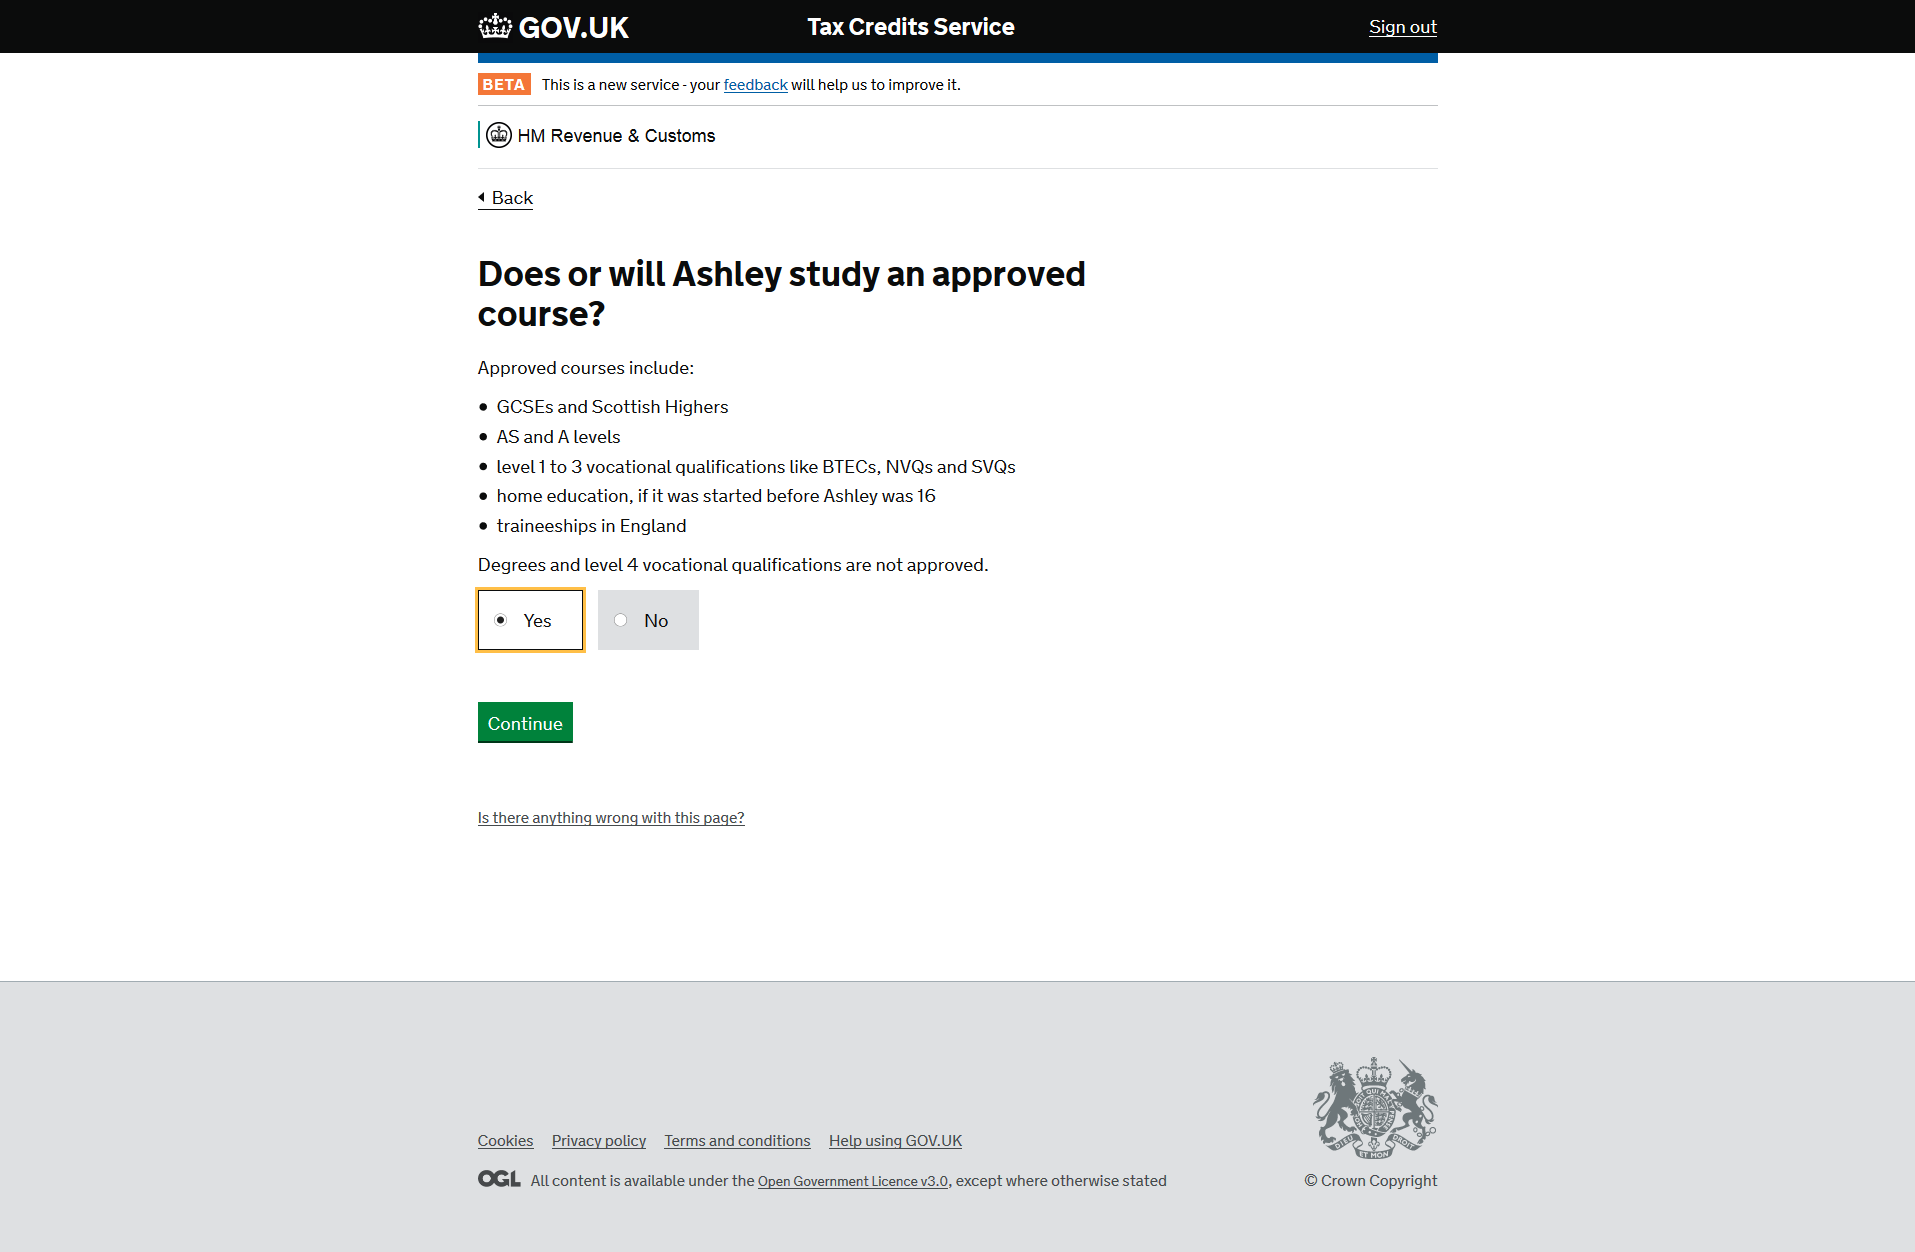 GOV.UK
Tax Credits Service
Sign out
BETA This is a new service - your feedback will help us to improve it.
HM Revenue & Customs
Back
Does or will Ashley study an approved
course?
Approved courses include:
GCSEs and Scottish Highers
AS and A levels
level 1 to 3 vocational qualifications like BTECs, NVQs and SVQs
home education, if it was started before Ashley was 16
traineeships in England
Degrees and level 4 vocational qualifications are not approved.
Yes
No
Continue
Is there anything wrong with this page?
Cookies Privacy policy Terms and conditions Help using GOV.UK
OGL All content is available under the Open Government Licence v3.0, except where otherwise stated
DIEU ET MON DROIT
© Crown Copyright